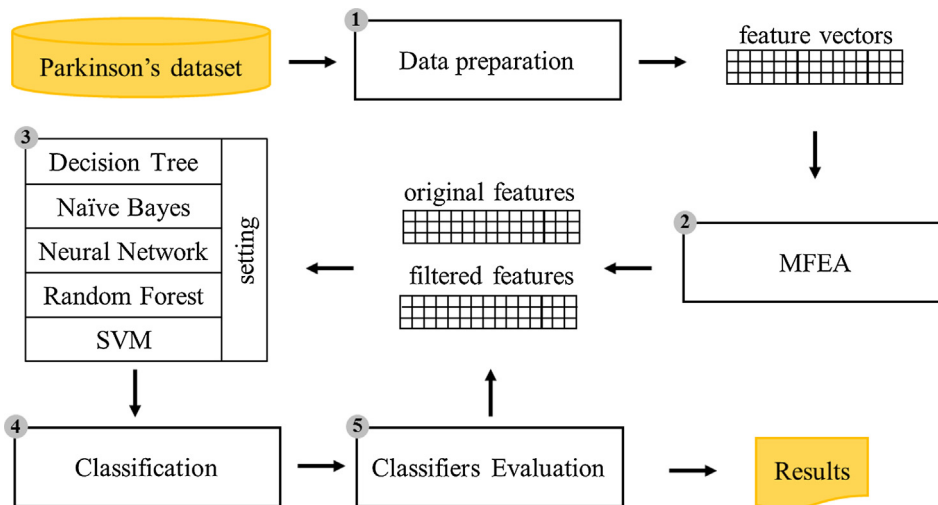 Parkinson's dataset
1
Data preparation
feature vectors
2
MFEA
original features
filtered features
3
Decision Tree
Naïve Bayes
Neural Network
Random Forest
SVM
setting
4
Classification
5
Classifiers Evaluation
Results